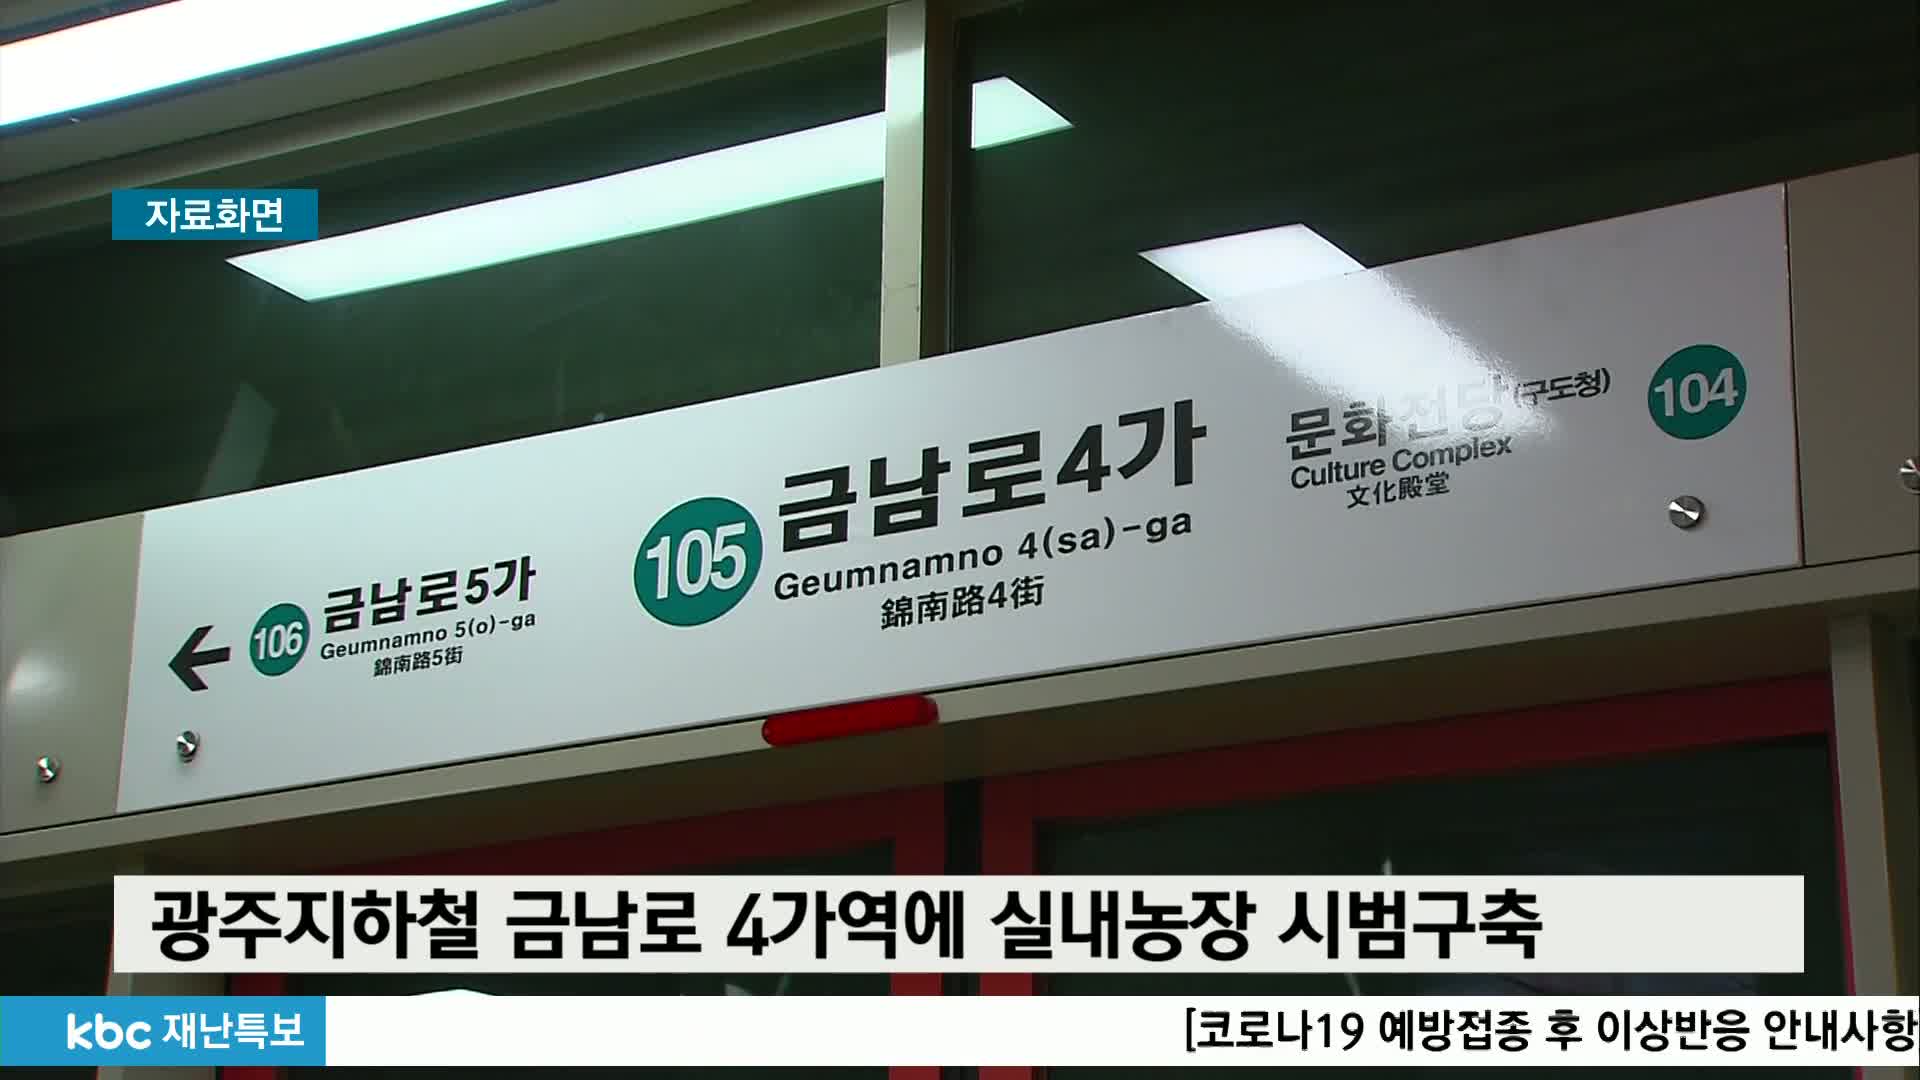 자료화면
문화전당(구도청)
Culture Complex
文化殿堂
104
105
금남로4가
Geumnamno 4(sa)-ga
錦南路4街
106
금남로5가
Geumnamno 5(o)-ga
錦南路5街
광주지하철 금남로 4가역에 실내농장 시범구축
kbc 재난특보
[코로나19 예방접종 후 이상반응 안내사항